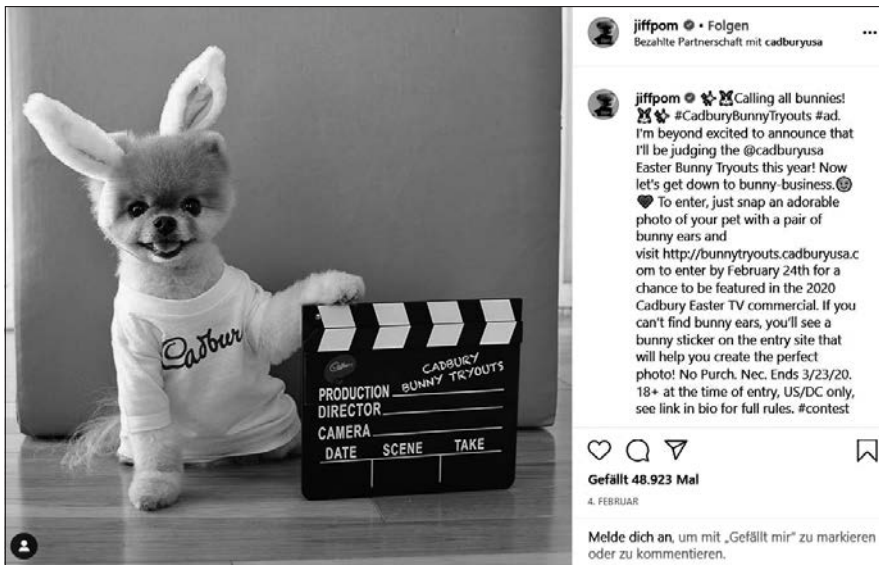 Cadbury
CADBURY
BUNNY TRYOUTS
PRODUCTION
DIRECTOR
CAMERA
DATE SCENE TAKE
jiffpom • Folgen
Bezahlte Partnerschaft mit cadburyusa
jiffpom Calling all bunnies!
#CadburyBunnyTryouts #ad.
I'm beyond excited to announce that
I'll be judging the @cadburyusa
Easter Bunny Tryouts this year! Now
let's get down to bunny-business.
To enter, just snap an adorable
photo of your pet with a pair of
bunny ears and
visit http://bunnytryouts.cadburyusa.c
om to enter by February 24th for a
chance to be featured in the 2020
Cadbury Easter TV commercial. If you
can't find bunny ears, you'll see a
bunny sticker on the entry site that
will help you create the perfect
photo! No Purch. Nec. Ends 3/23/20.
18+ at the time of entry, US/DC only,
see link in bio for full rules. #contest
Gefällt 48.923 Mal
4. FEBRUAR
Melde dich an, um mit „Gefällt mir" zu markieren
oder zu kommentieren.